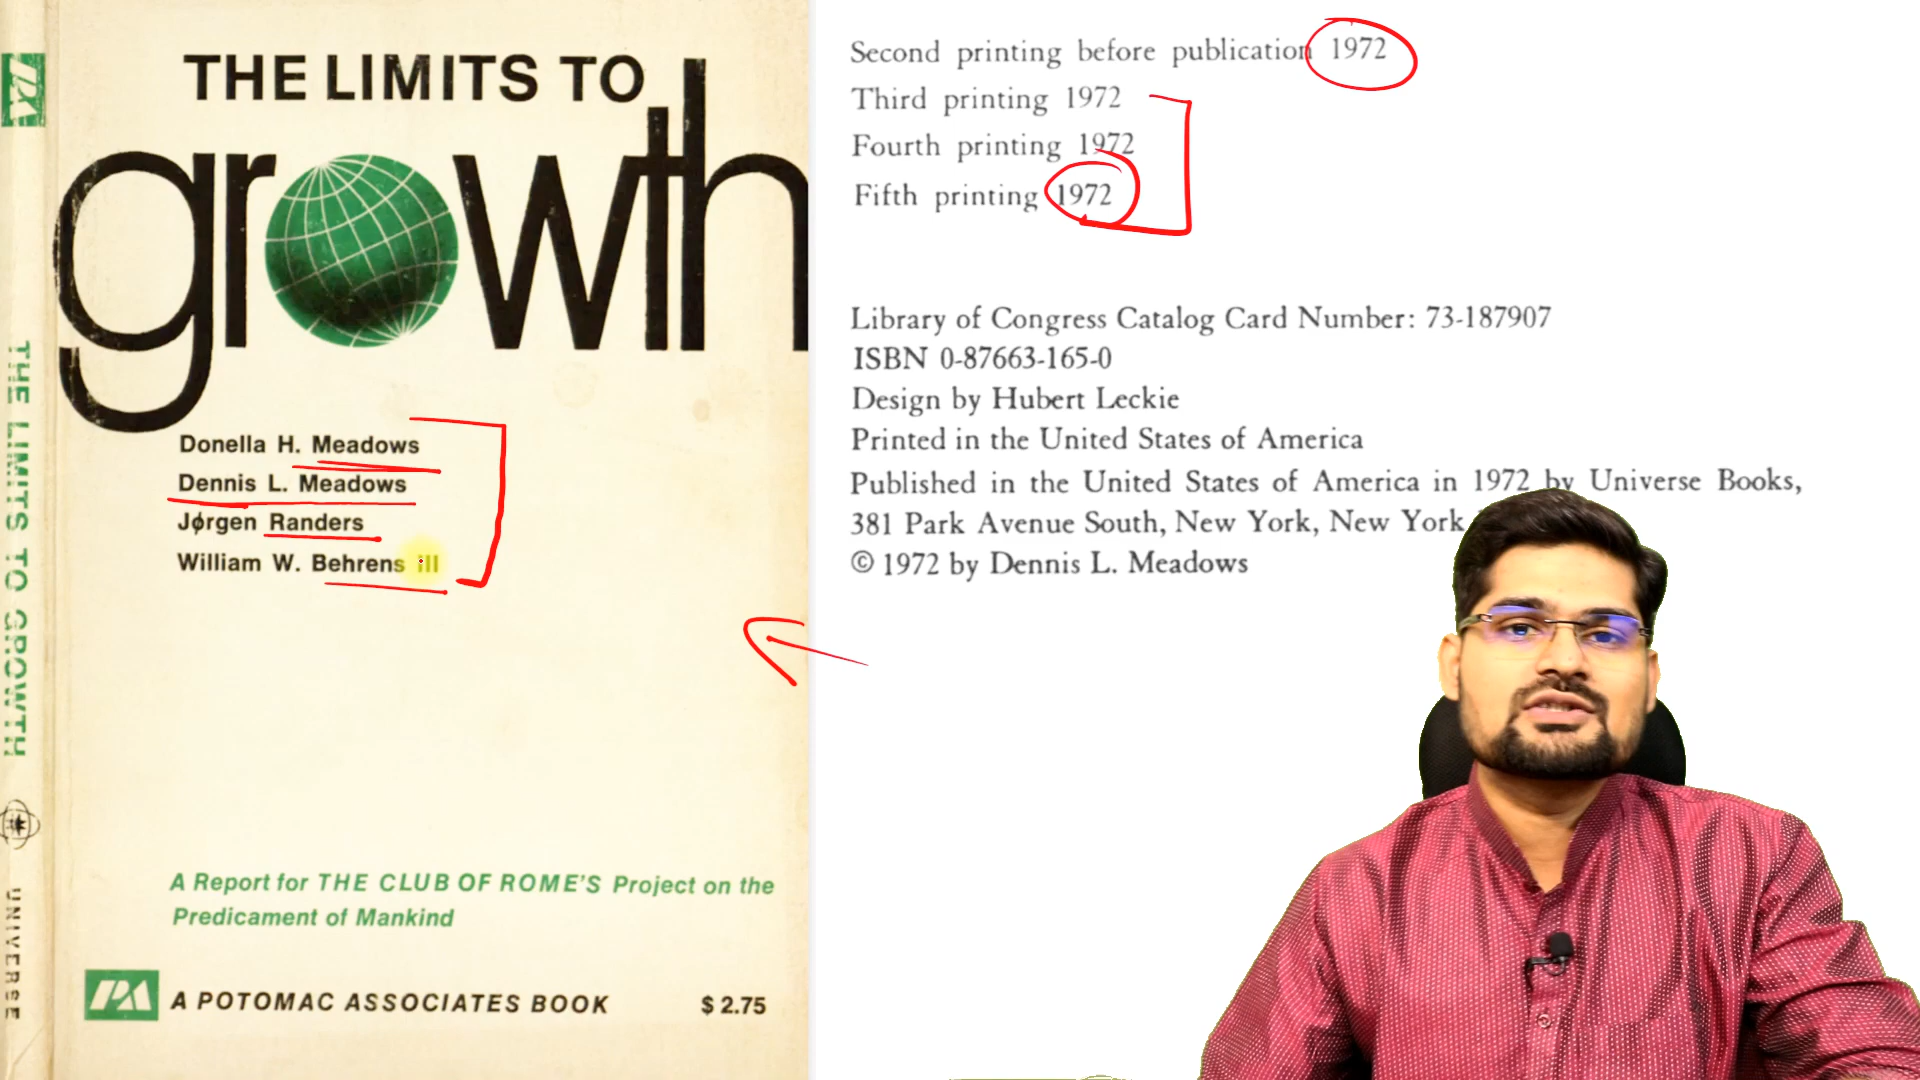 THE LIMITS TO
growth
Donella H. Meadows
Dennis L. Meadows
Jørgen Randers
William W. Behrens III
A Report for THE CLUB OF ROME'S Project on the
Predicament of Mankind
PA A POTOMAC ASSOCIATES BOOK $2.75
PA
THE LIMITS TO GROWTH
UNIVERSE
Second printing before publication 1972
Third printing 1972
Fourth printing 1972
Fifth printing 1972
Library of Congress Catalog Card Number: 73-187907
ISBN 0-87663-165-0
Design by Hubert Leckie
Printed in the United States of America
Published in the United States of America in 1972 by Universe Books,
381 Park Avenue South, New York, New York
© 1972 by Dennis L. Meadows